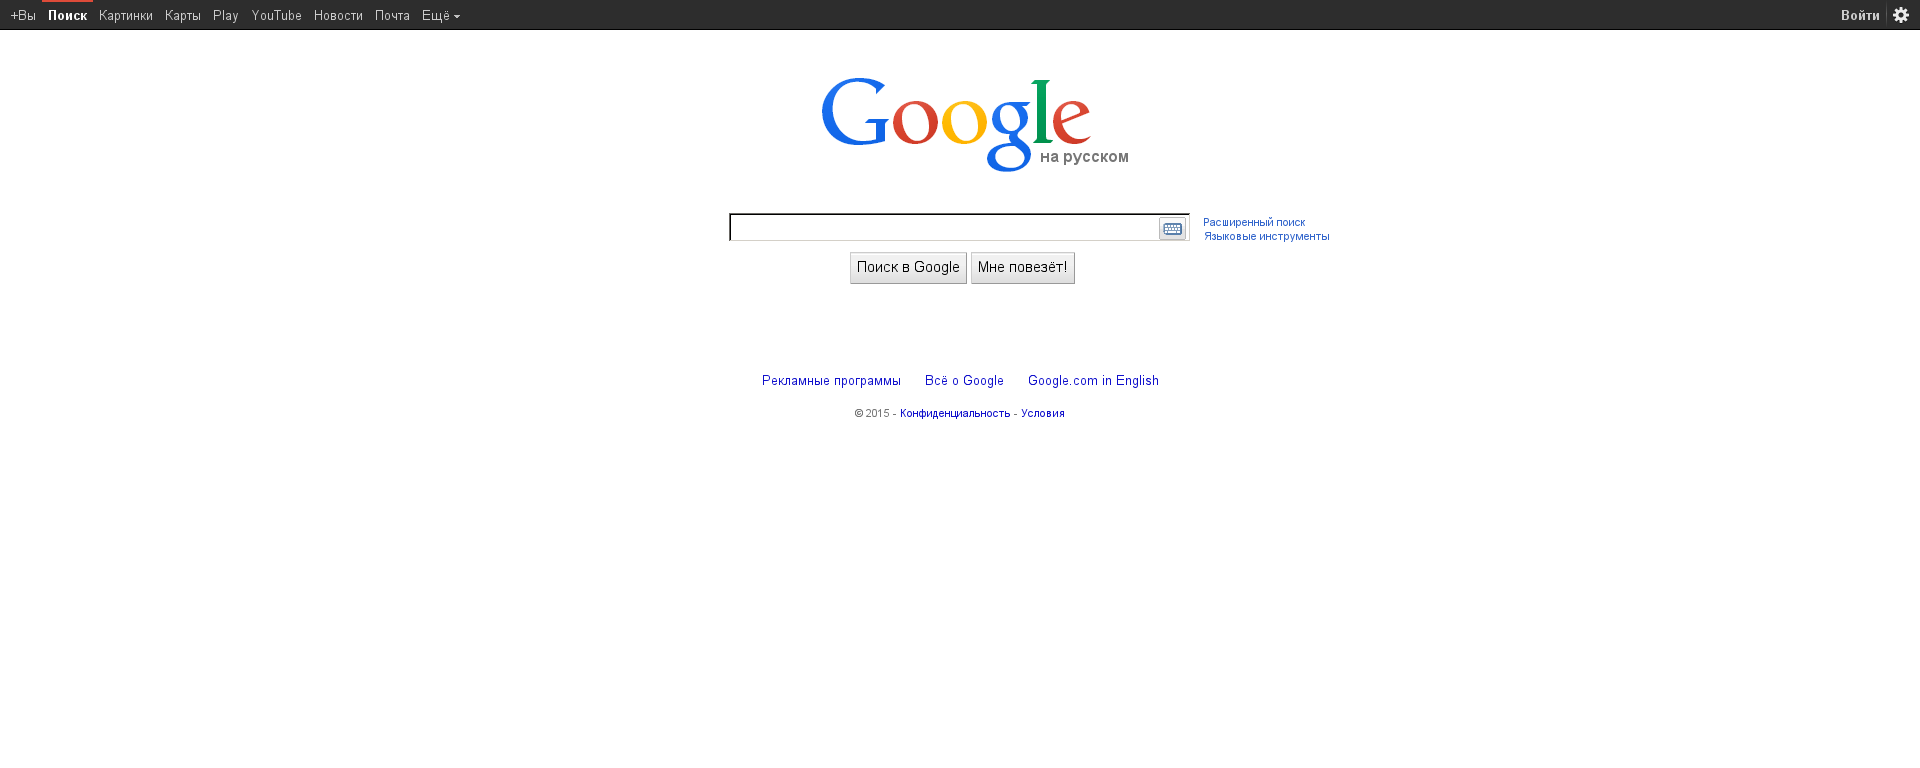 +Вы Поиск Картинки Карты Play YouTube Новости Почта Ещё Войти
Google
на русском
Расширенный поиск
Языковые инструменты
Поиск в Google Мне повезёт!
Рекламные программы Всё о Google Google.com in English
© 2015 - Конфиденциальность - Условия